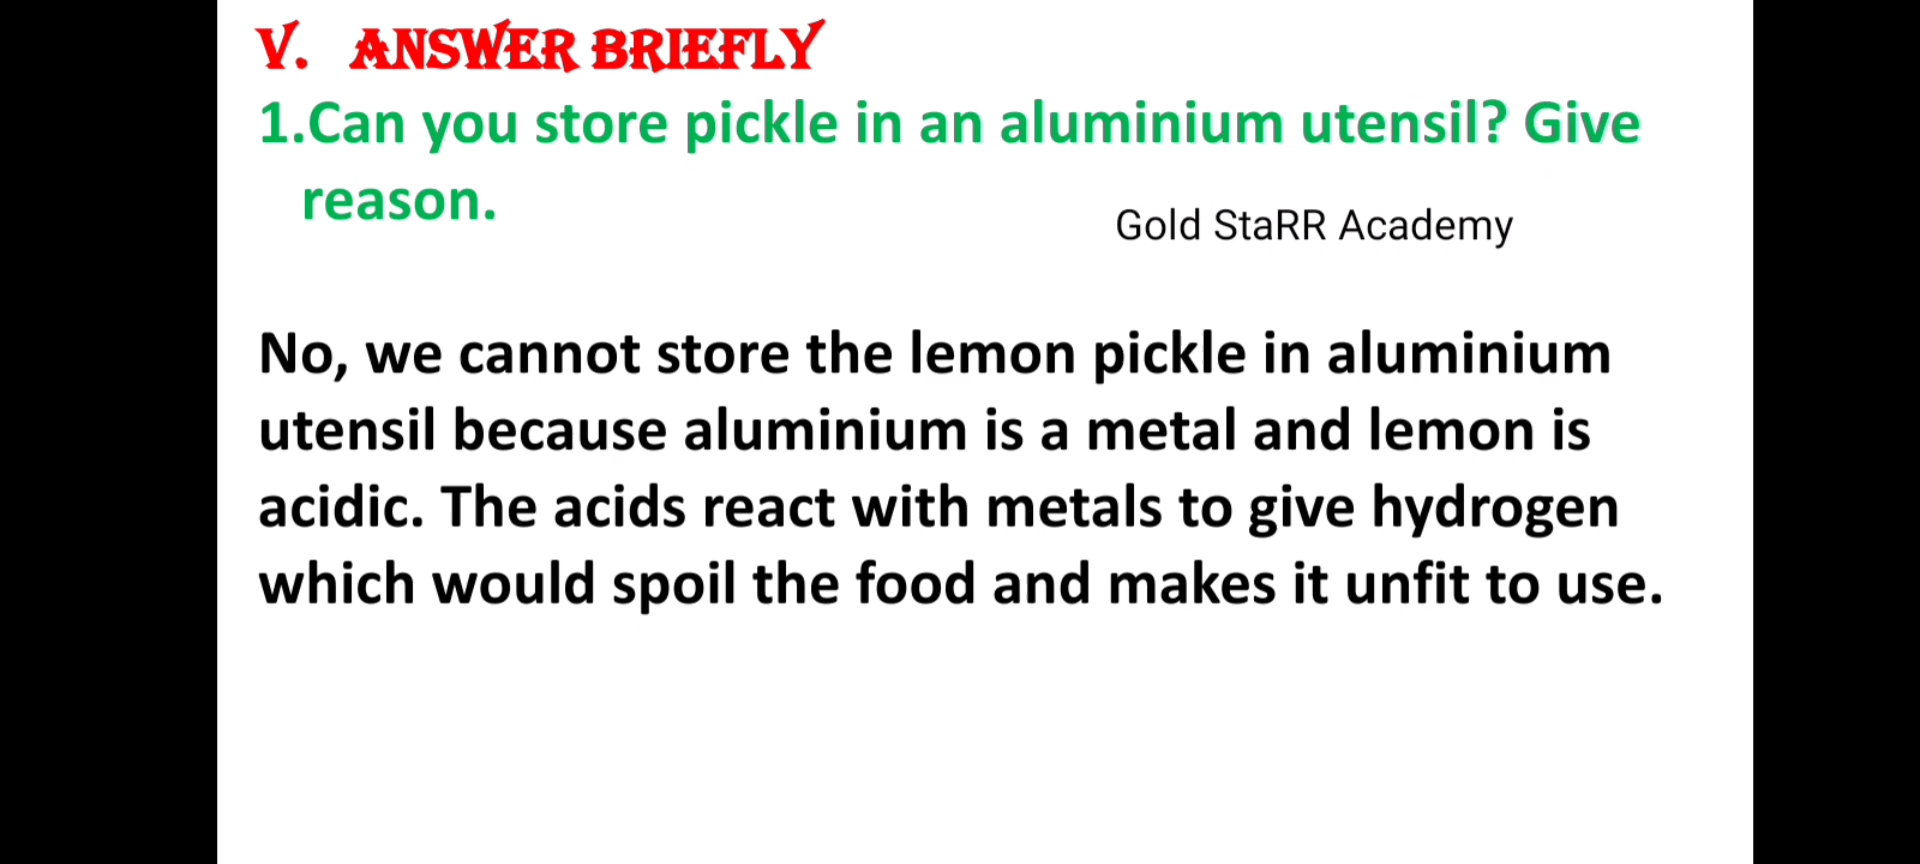 V. ANSWER BRIEFLY
1.Can you store pickle in an aluminium utensil? Give
reason.
Gold StaRR Academy
No, we cannot store the lemon pickle in aluminium
utensil because aluminium is a metal and lemon is
acidic. The acids react with metals to give hydrogen
which would spoil the food and makes it unfit to use.